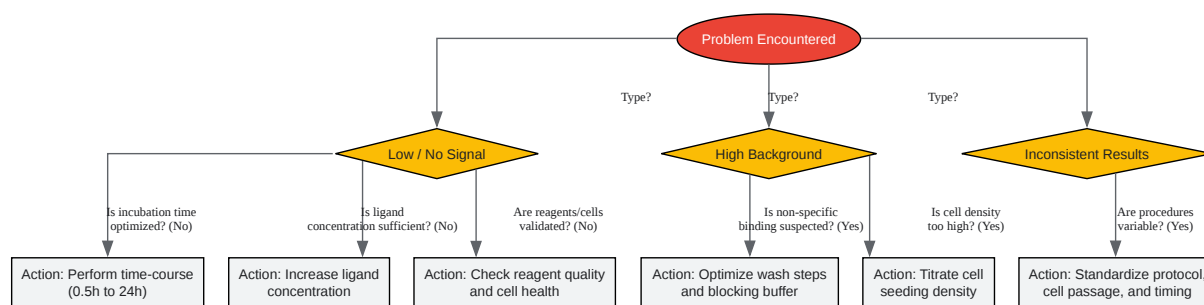 Problem Encountered
Type?
Type?
Type?
Low / No Signal
High Background
Inconsistent Results
Is incubation time
optimized? (No)
Is ligand
concentration sufficient? (No)
Are reagents/cells
validated? (No)
Is non-specific
binding suspected? (Yes)
Is cell density
too high? (Yes)
Are procedures
variable? (Yes)
Action: Perform time-course
(0.5h to 24h)
Action: Increase ligand
concentration
Action: Check reagent quality
and cell health
Action: Optimize wash steps
and blocking buffer
Action: Titrate cell
seeding density
Action: Standardize protocol,
cell passage, and timing